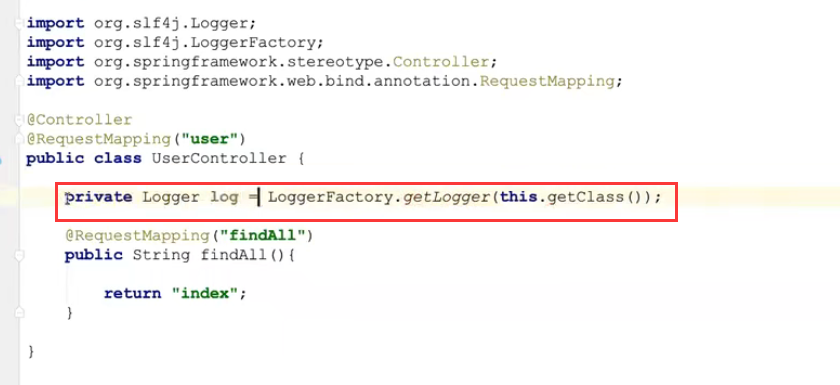 import org.slf4j.Logger;
import org.slf4j.LoggerFactory;
import org.springframework.stereotype.Controller;
import org.springframework.web.bind.annotation.RequestMapping;
@Controller
@RequestMapping("user")
public class UserController {
private Logger log = LoggerFactory.getLogger(this.getClass());
@RequestMapping("findAll")
public String findAll(){
return "index";
}
}